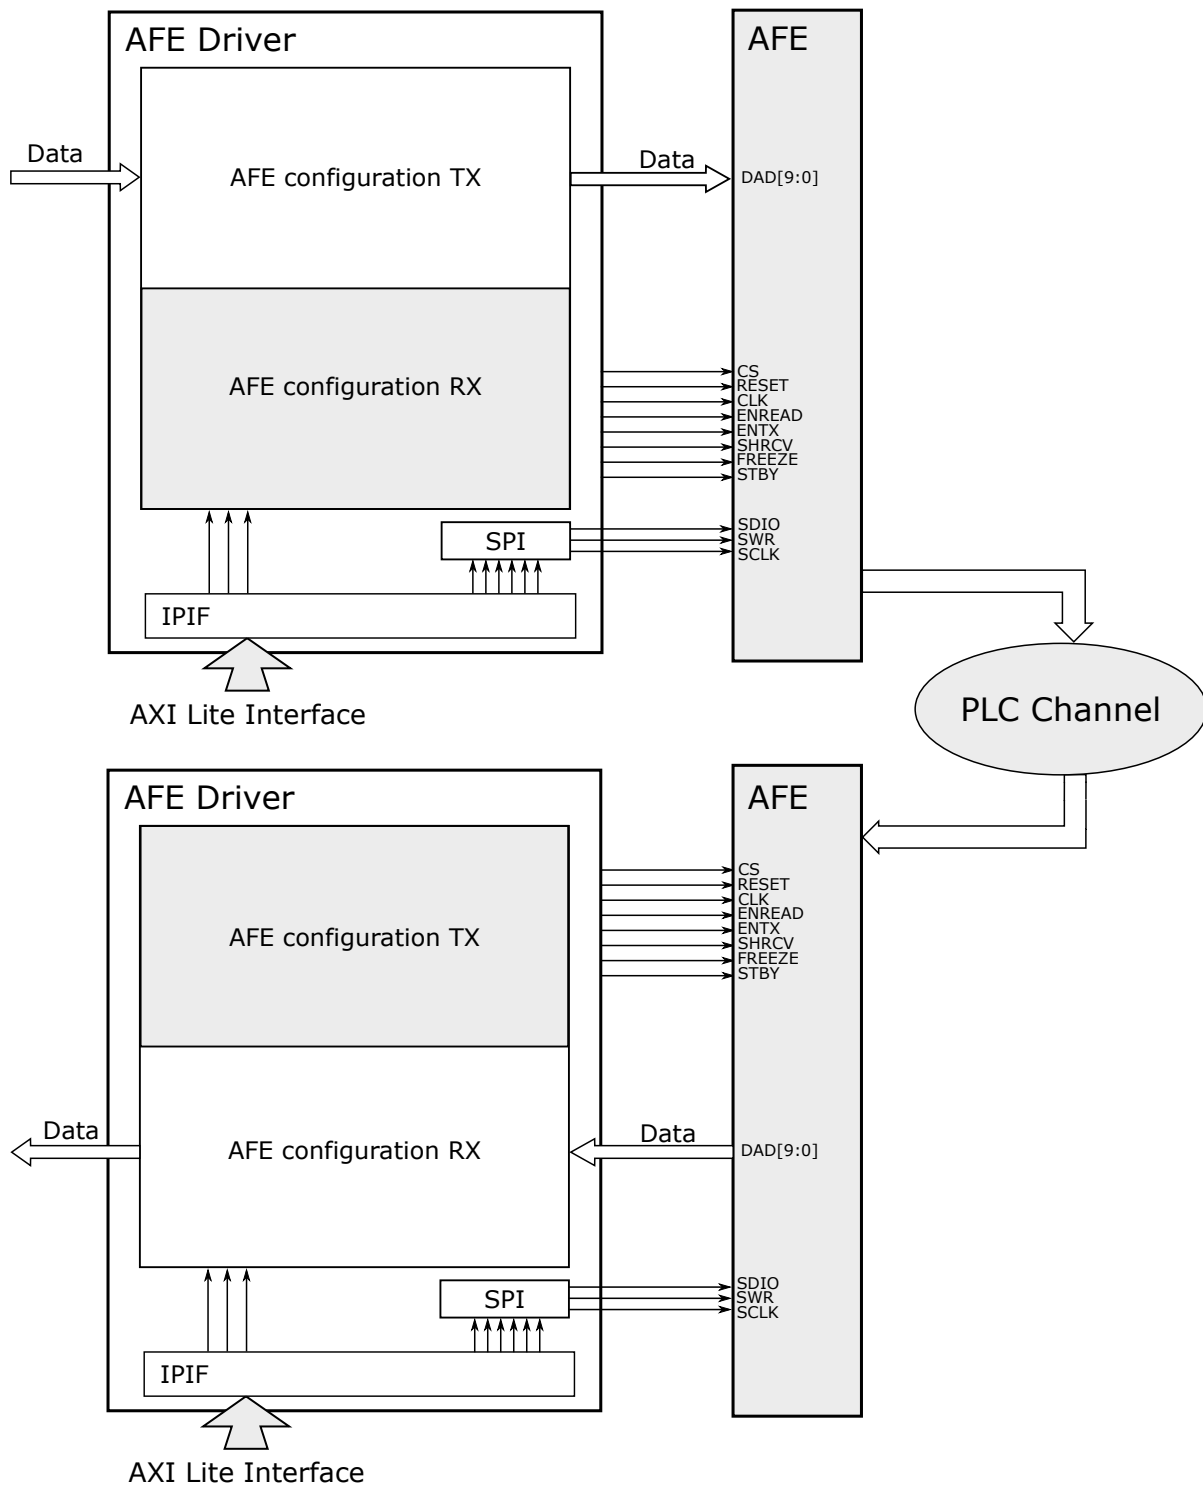 AFE Driver
AFE
Data
AFE configuration TX
Data
DAD[9:0]
AFE configuration RX
CS
RESET
CLK
ENREAD
ENTX
SHRCV
FREEZE
STBY
SPI
SDIO
SWR
SCLK
IPIF
AXI Lite Interface
PLC Channel
AFE Driver
AFE
AFE configuration TX
CS
RESET
CLK
ENREAD
ENTX
SHRCV
FREEZE
STBY
Data
AFE configuration RX
Data
DAD[9:0]
SPI
SDIO
SWR
SCLK
IPIF
AXI Lite Interface